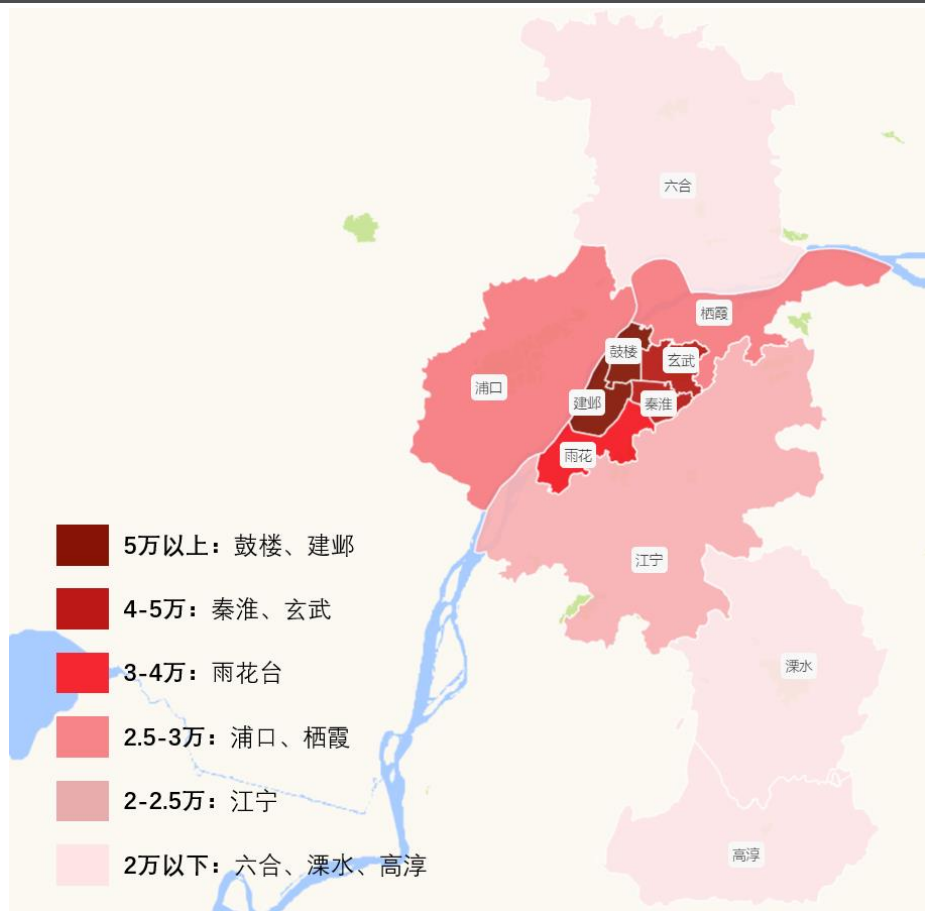 六合
栖霞
鼓楼
玄武
浦口
建邺
秦淮
雨花
江宁
溧水
高淳
5万以上：鼓楼、建邺
4-5万：秦淮、玄武
3-4万：雨花台
2.5-3万：浦口、栖霞
2-2.5万：江宁
2万以下：六合、溧水、高淳